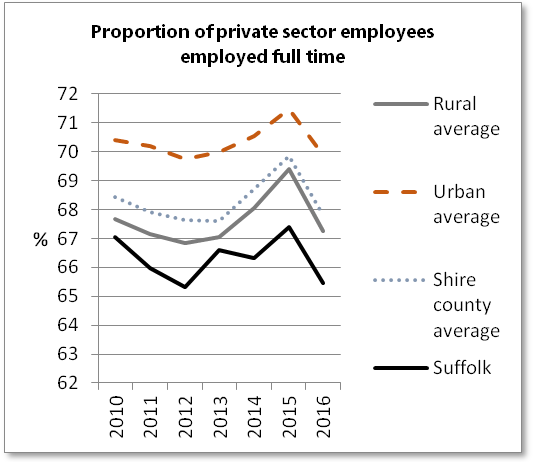 Proportion of private sector employees
employed full time
72
71
70
69
68
67
66
65
64
63
62
%
2010
2011
2012
2013
2014
2015
2016
Rural
average
Urban
average
Shire
county
average
Suffolk